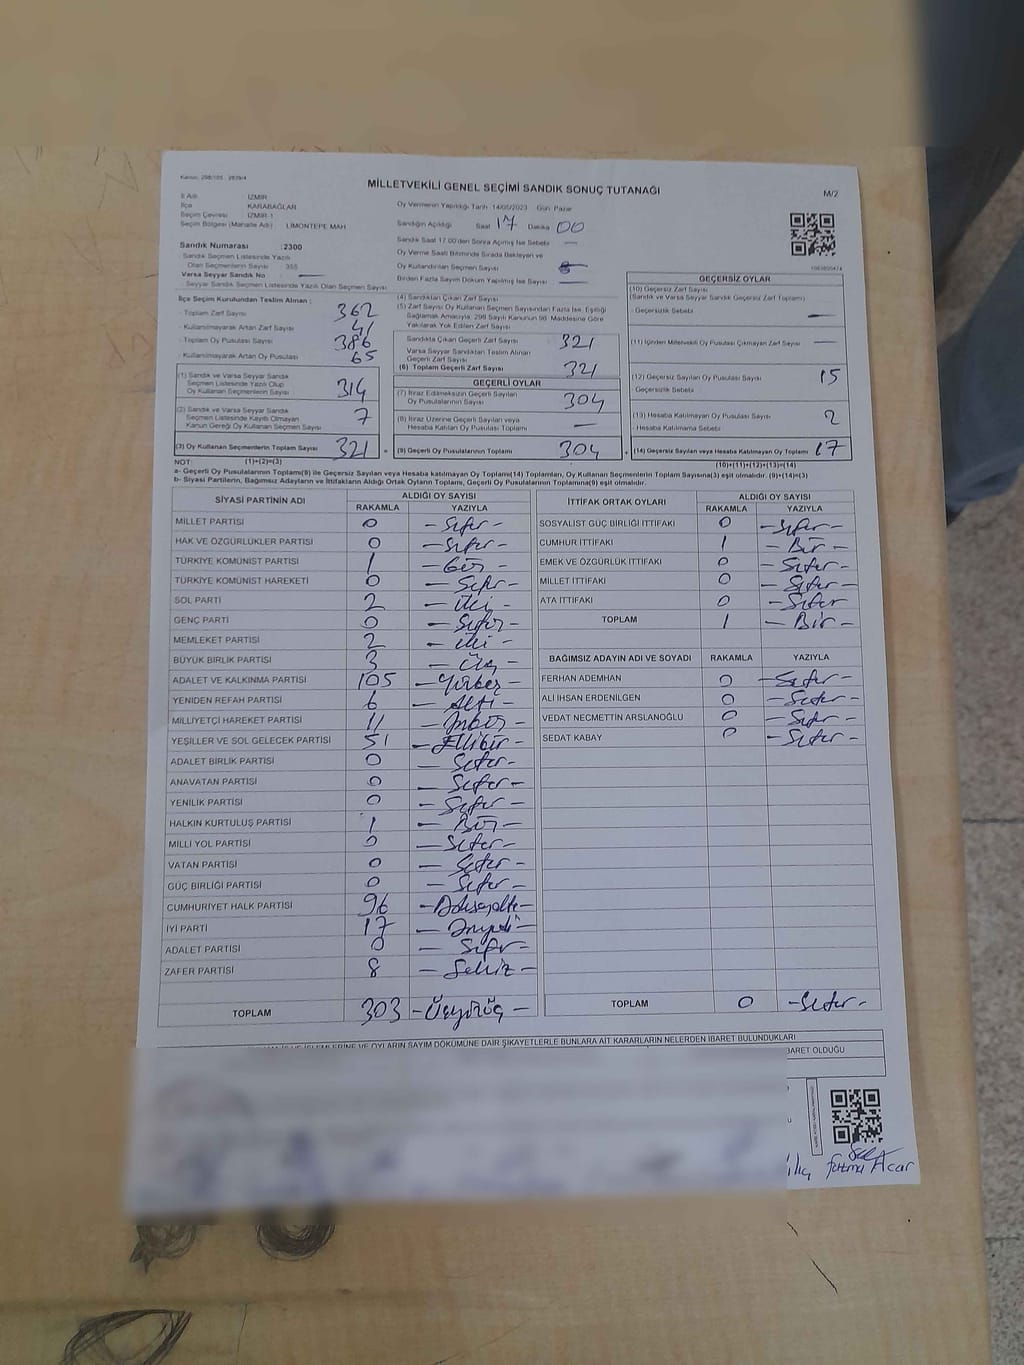 Kanun: 298/105 - 2839/4
MİLLETVEKİLİ GENEL SEÇİMİ SANDIK SONUÇ TUTANAĞI
M/2
İl Adı İZMİR
İlçe KARABAĞLAR
Seçim Çevresi İZMİR-1
Seçim Bölgesi (Mahalle Adı) LİMONTEPE MAH
Sandık Numarası :2300
Sandık Seçmen Listesinde Yazılı
Olan Seçmenlerin Sayısı 355
Varsa Seyyar Sandık No
Seyyar Sandık Seçmen Listesinde Yazılı Olan Seçmen Sayısı
Oy Vermenin Yapıldığı Tarih :14/05/2023 Gün: Pazar
Sandığın Açıldığı Saat 17 Dakika 00
Sandık Saat 17.00'den Sonra Açılmış İse Sebebi —
Oy Verme Saati Bitiminde Sırada Bekleyen ve
Oy Kullandırılan Seçmen Sayısı
Birden Fazla Sayım Döküm Yapılmış İse Sayısı —
İlçe Seçim Kurulundan Teslim Alınan ;
Toplam Zarf Sayısı 362
Kullanılmayarak Artan Zarf Sayısı 41
Toplam Oy Pusulası Sayısı 386
Kullanılmayarak Artan Oy Pusulası 65
(1) Sandık ve Varsa Seyyar Sandık
Seçmen Listesinde Yazılı Olup
Oy Kullanan Seçmenlerin Sayısı 314
(2) Sandık ve Varsa Seyyar Sandık
Seçmen Listesinde Kayıtlı Olmayan
Kanun Gereği Oy Kullanan Seçmen Sayısı 7
(3) Oy Kullanan Seçmenlerin Toplam Sayısı 321
(4) Sandıktan Çıkan Zarf Sayısı
(5) Zarf Sayısı Oy Kullanan Seçmen Sayısından Fazla İse, Eşitliği
Sağlamak Amacıyla, 298 Sayılı Kanunun 98. Maddesine Göre
Yakılarak Yok Edilen Zarf Sayısı
Sandıkta Çıkan Geçerli Zarf Sayısı 321
Varsa Seyyar Sandıktan Teslim Alınan
Geçerli Zarf Sayısı
(6) Toplam Geçerli Zarf Sayısı 321
GEÇERLİ OYLAR
(7) İtiraz Edilmeksizin Geçerli Sayılan
Oy Pusulalarının Sayısı 304
(8) İtiraz Üzerine Geçerli Sayılan veya
Hesaba Katılan Oy Pusulası Toplamı —
= (9) Geçerli Oy Pusulası Toplamı 304
GEÇERSİZ OYLAR
(10) Geçersiz Zarf Sayısı
(Sandık ve Varsa Seyyar Sandık Geçersiz Zarf Toplamı)
Geçersizlik Sebebi —
(11) İçinden Milletvekili Oy Pusulası Çıkmayan Zarf Sayısı —
(12) Geçersiz Sayılan Oy Pusulası Sayısı 15
Geçersizlik Sebebi
(13) Hesaba Katılmayan Oy Pusulası Sayısı 2
Hesaba Katılmama Sebebi
+ (14) Geçersiz Sayılan veya Hesaba Katılmayan Oy Toplamı 17
NOT: (1)+(2)=(3) (10)+(11)+(12)+(13)=(14)
a- Geçerli Oy Pusulalarının Toplamı(9) ile Geçersiz Sayılan veya Hesaba Katılmayan Oy Toplamı(14) Toplamları, Oy Kullanan Seçmenlerin Toplam Sayısına(3) eşit olmalıdır. (9)+(14)=(3)
b- Siyasi Partilerin, Bağımsız Adayların ve İttifakların Aldığı Ortak Oyların Toplamı, Geçerli Oy Pusulalarının Toplamına(9) eşit olmalıdır.
SİYASİ PARTİNİN ADI ALDIĞI OY SAYISI
RAKAMLA YAZIYLA
MİLLET PARTİSİ 0 —Sıfır—
HAK VE ÖZGÜRLÜKLER PARTİSİ 0 —Sıfır—
TÜRKİYE KOMÜNİST PARTİSİ 1 —Bir—
TÜRKİYE KOMÜNİST HAREKETİ 0 —Sıfır—
SOL PARTİ 2 —İki—
GENÇ PARTİ 0 —Sıfır—
MEMLEKET PARTİSİ 2 —iki—
BÜYÜK BİRLİK PARTİSİ 3 —Üç—
ADALET VE KALKINMA PARTİSİ 105 —Yüzbeş—
YENİDEN REFAH PARTİSİ 6 —Altı—
MİLLİYETÇİ HAREKET PARTİSİ 11 —Onbir—
YEŞİLLER VE SOL GELECEK PARTİSİ 51 —Ellibir—
ADALET BİRLİK PARTİSİ 0 —Sıfır—
ANAVATAN PARTİSİ 0 —Sıfır—
YENİLİK PARTİSİ 0 —Sıfır—
HALKIN KURTULUŞ PARTİSİ 1 —Bir—
MİLLİ YOL PARTİSİ 0 —Sıfır—
VATAN PARTİSİ 0 —Sıfır—
GÜÇ BİRLİĞİ PARTİSİ 0 —Sıfır—
CUMHURİYET HALK PARTİSİ 96 —Doksanaltı—
İYİ PARTİ 17 —Onyedi—
ADALET PARTİSİ 0 —Sıfır—
ZAFER PARTİSİ 8 —Sekiz—
TOPLAM 303 —Üçyüzüç—
İTTİFAK ORTAK OYLARI ALDIĞI OY SAYISI
RAKAMLA YAZIYLA
SOSYALİST GÜÇ BİRLİĞİ İTTİFAKI 0 —Sıfır—
CUMHUR İTTİFAKI 1 —Bir—
EMEK VE ÖZGÜRLÜK İTTİFAKI 0 —Sıfır—
MİLLET İTTİFAKI 0 —Sıfır—
ATA İTTİFAKI 0 —Sıfır
TOPLAM 1 —Bir—
BAĞIMSIZ ADAYIN ADI VE SOYADI RAKAMLA YAZIYLA
FERHAN ADEMHAN 0 —Sıfır—
ALİ İHSAN ERDENİLGEN 0 —Sıfır—
VEDAT NECMETTİN ARSLANOĞLU 0 —Sıfır—
SEDAT KABAY 0 —Sıfır—
TOPLAM 0 —Sıfır—
İŞLEMLERİNE VE OYLARIN SAYIM DÖKÜMÜNE DAİR ŞİKAYETLERLE BUNLARA AİT KARARLARIN NELERDEN İBARET BULUNDUKLARI
BARET OLDUĞU
Fatma Acar